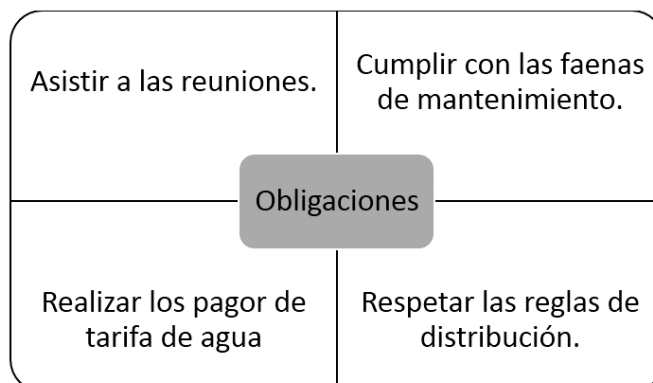 Asistir a las reuniones.
Cumplir con las faenas
de mantenimiento.
Obligaciones
Realizar los pagor de
tarifa de agua
Respetar las reglas de
distribución.